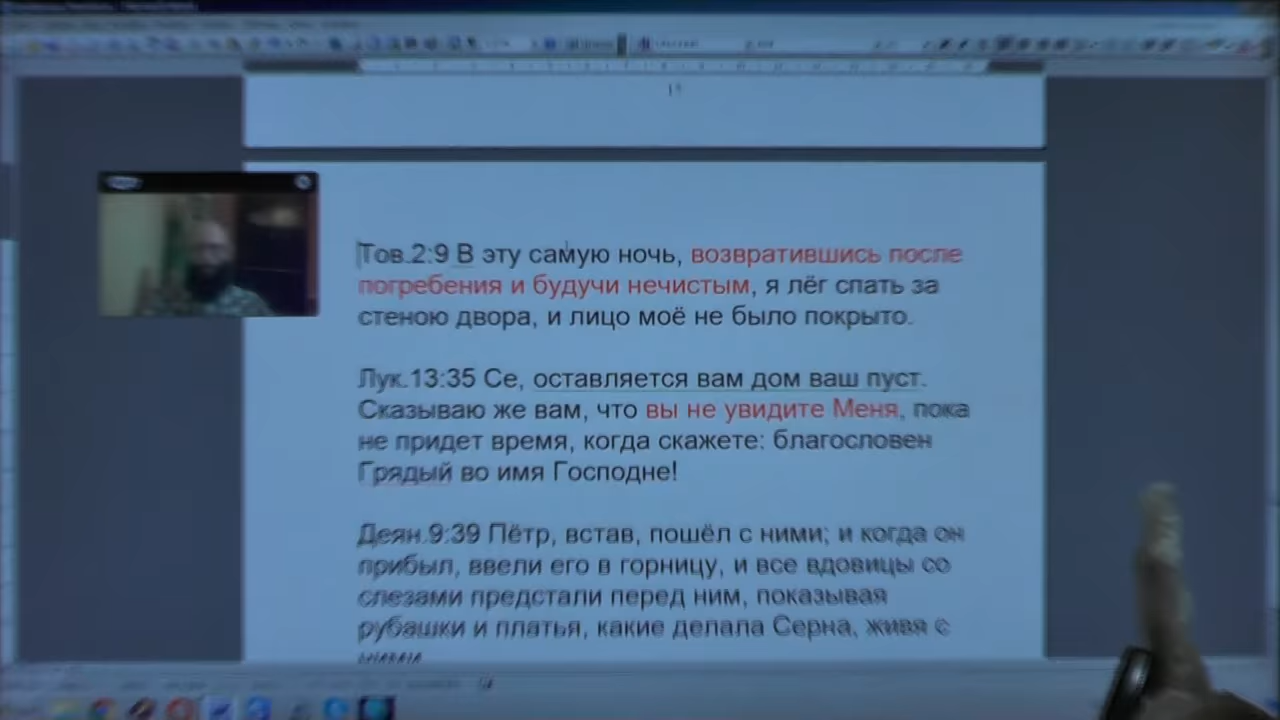 Тов.2:9 В эту самую ночь, возвратившись после
погребения и будучи нечистым, я лёг спать за
стеною двора, и лицо моё не было покрыто.
Лук.13:35 Се, оставляется вам дом ваш пуст.
Сказываю же вам, что вы не увидите Меня, пока
не придет время, когда скажете: благословен
Грядый во имя Господне!
Деян.9:39 Пётр, встав, пошёл с ними; и когда он
прибыл, ввели его в горницу, и все вдовицы со
слезами предстали перед ним, показывая
рубашки и платья, какие делала Серна, живя с
ними